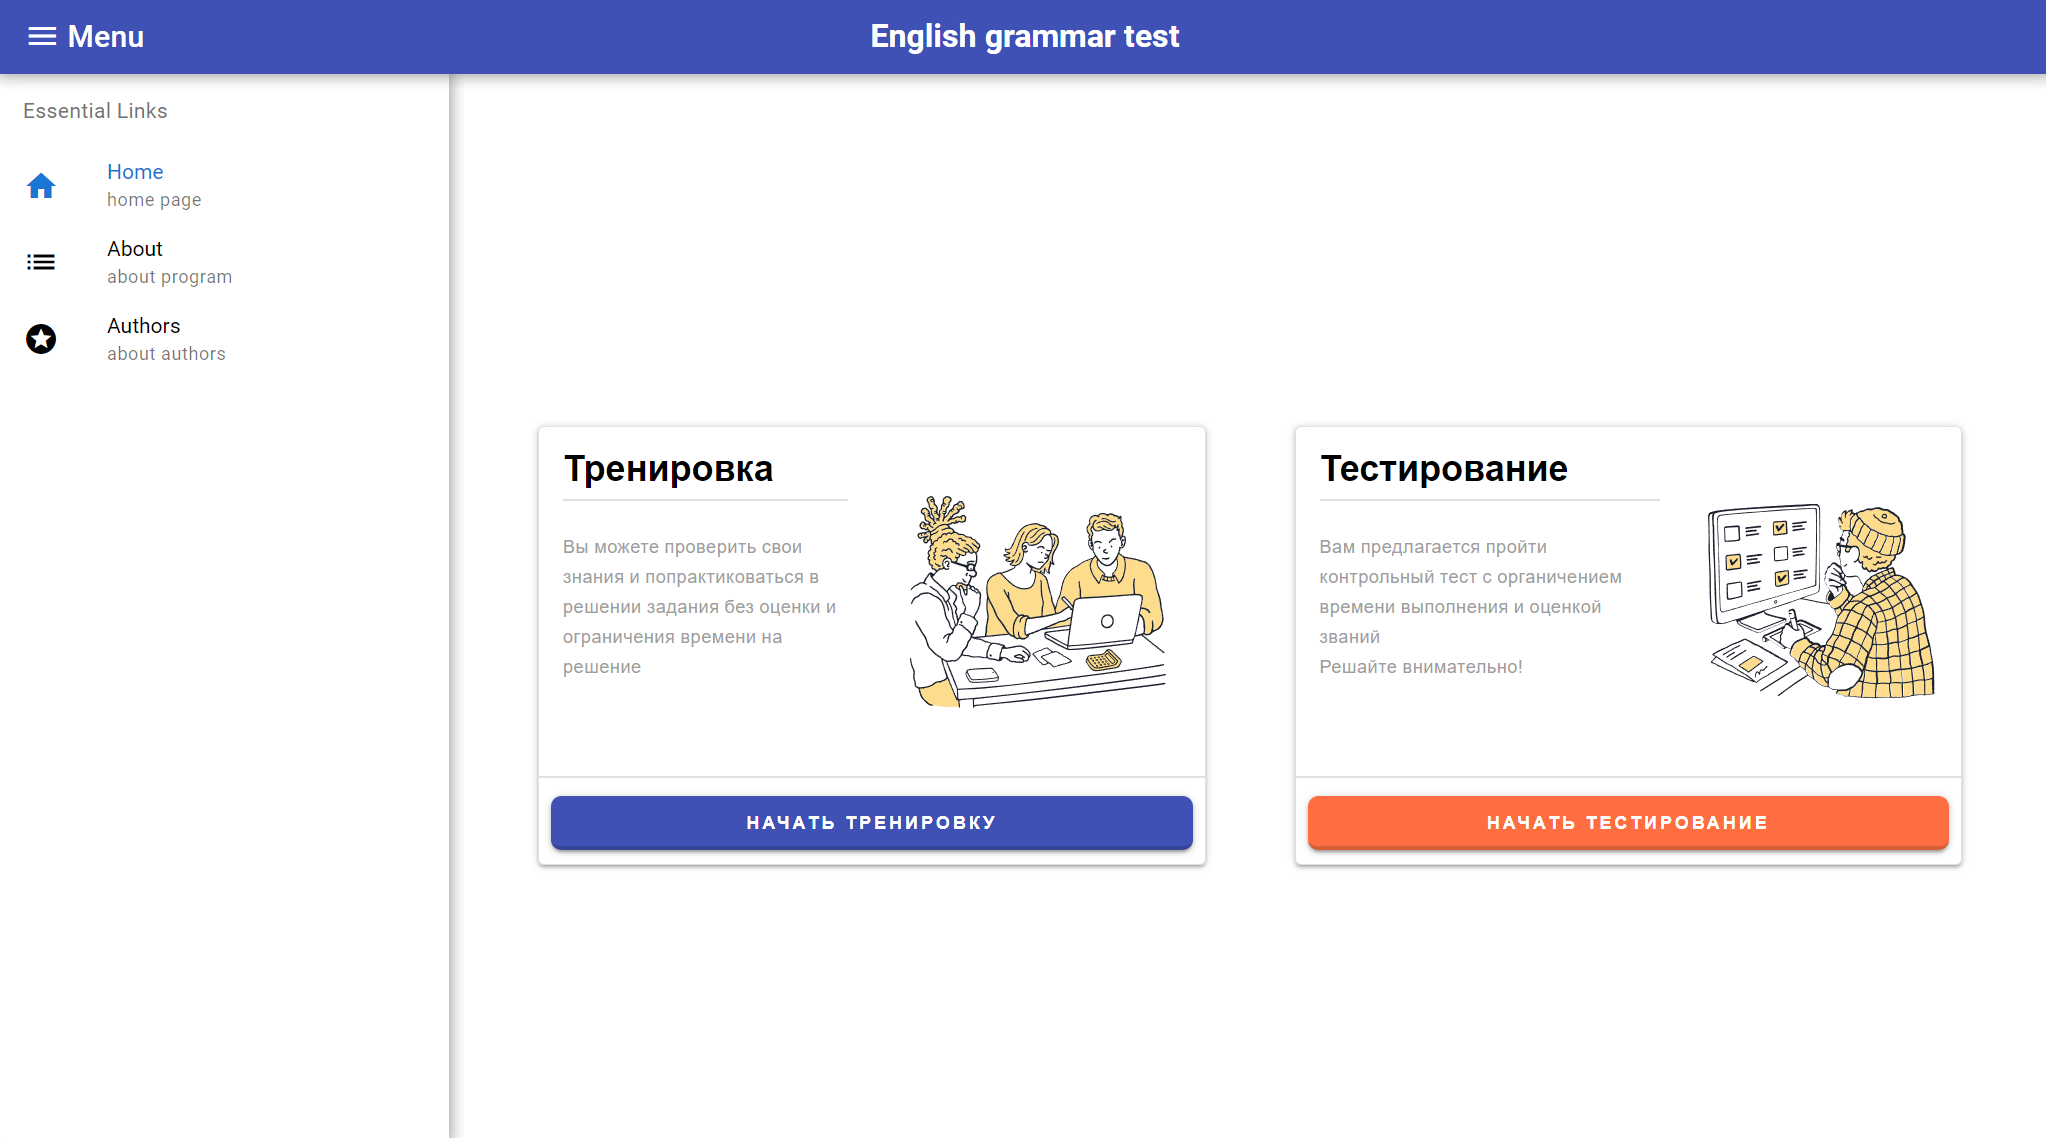 Menu
English grammar test
Essential Links
Home
home page
About
about program
Authors
about authors
Тренировка
Вы можете проверить свои
знания и попрактиковаться в
решении задания без оценки и
ограничения времени на
решение
НАЧАТЬ ТРЕНИРОВКУ
Тестирование
Вам предлагается пройти
контрольный тест с органичением
времени выполнения и оценкой
званий
Решайте внимательно!
НАЧАТЬ ТЕСТИРОВАНИЕ